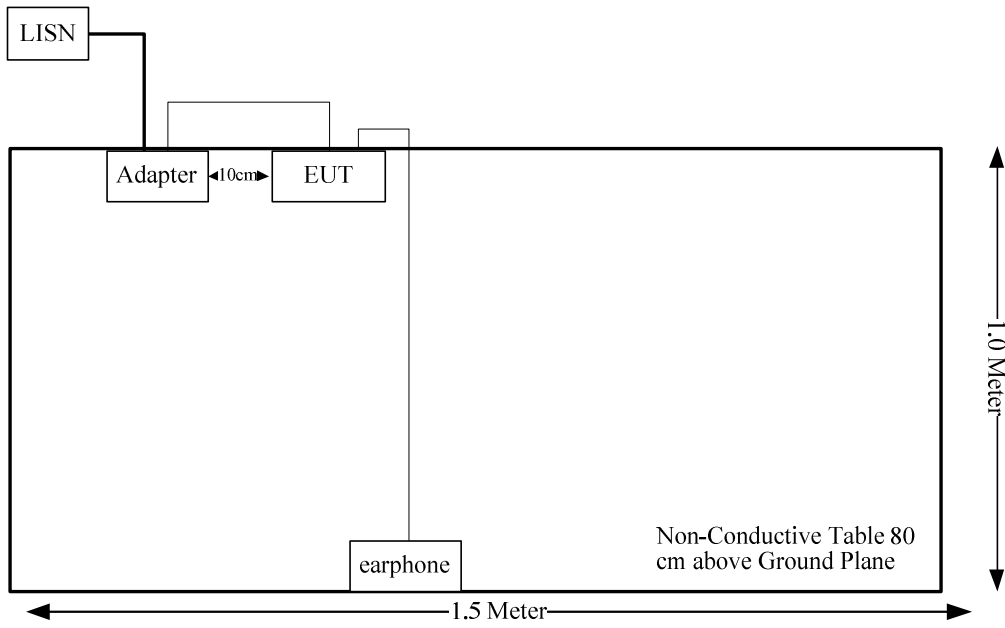 LISN
Adapter
10cm
EUT
1.0 Meter
Non-Conductive Table 80
cm above Ground Plane
earphone
1.5 Meter